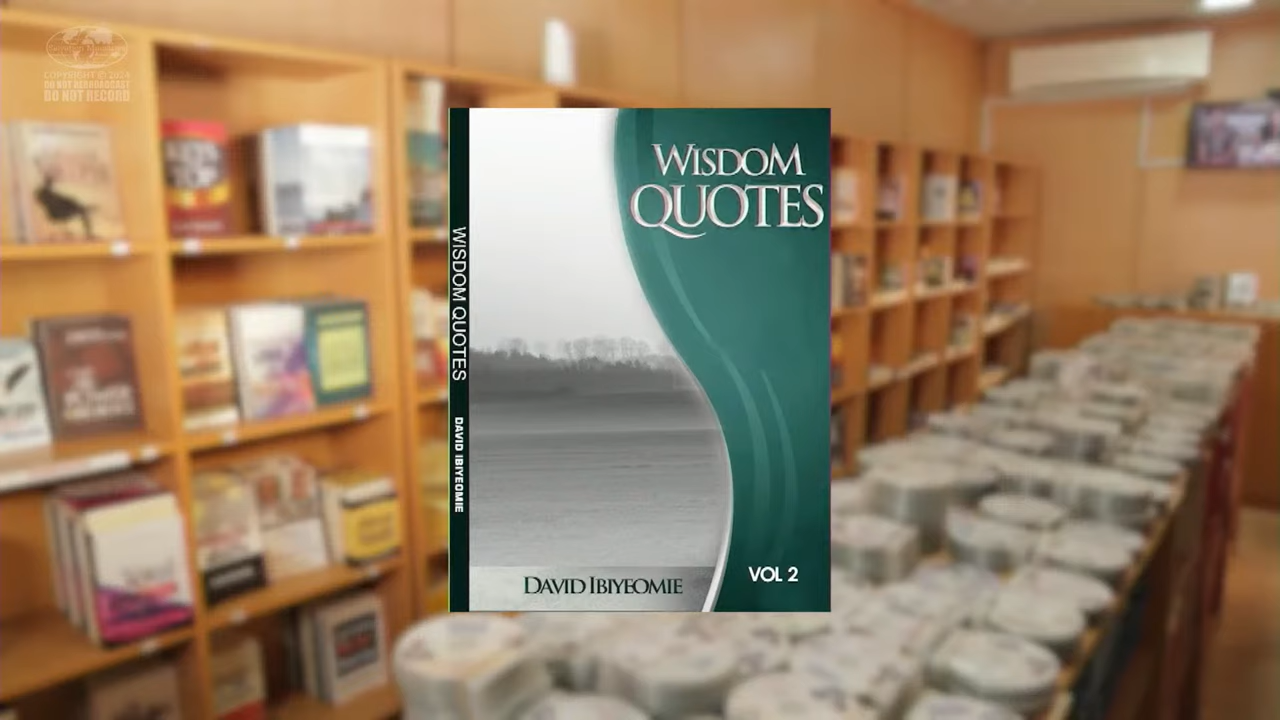 COPYRIGHT © 2024
DO NOT REBROADCAST
DO NOT RECORD
WISDOM
QUOTES
WISDOM QUOTES
DAVID IBIYEOMIE
DAVID IBIYEOMIE
VOL 2